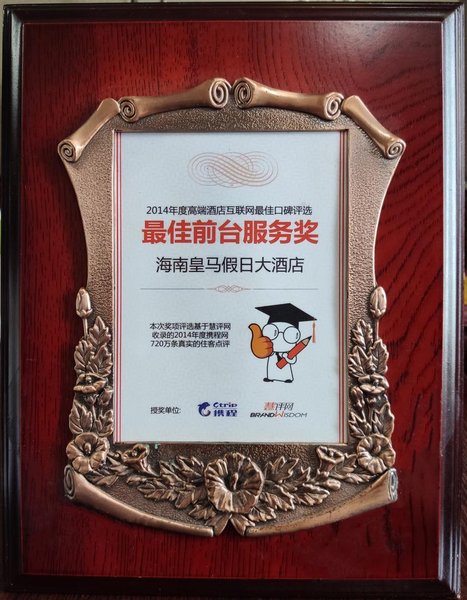 2014年度高端酒店互联网最佳口碑评选
最佳前台服务奖
海南皇马假日大酒店
本次奖项评选基于慧评网
收录的2014年度携程网
720万条真实的住客点评
授奖单位:
Ctrip
携程
慧评网
BRANDWISDOM